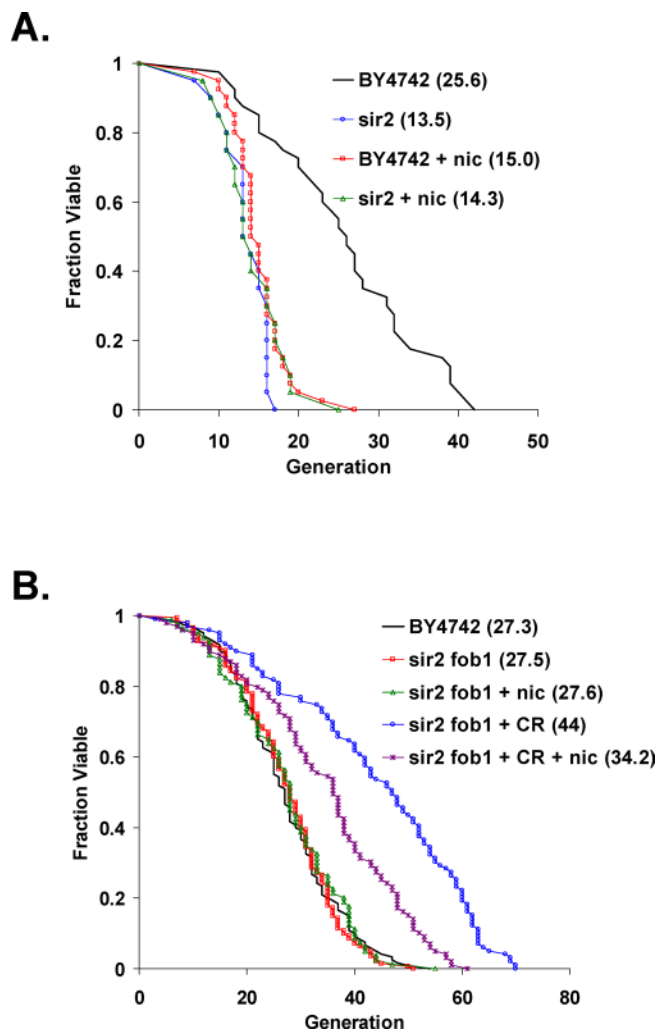 A.
BY4742 (25.6)
sir2 (13.5)
BY4742 + nic (15.0)
sir2 + nic (14.3)
1
0.8
0.6
0.4
0.2
0
Fraction Viable
0 10 20 30 40 50
Generation
B.
BY4742 (27.3)
sir2 fob1 (27.5)
sir2 fob1 + nic (27.6)
sir2 fob1 + CR (44)
sir2 fob1 + CR + nic (34.2)
1
0.8
0.6
0.4
0.2
0
Fraction Viable
0 20 40 60 80
Generation